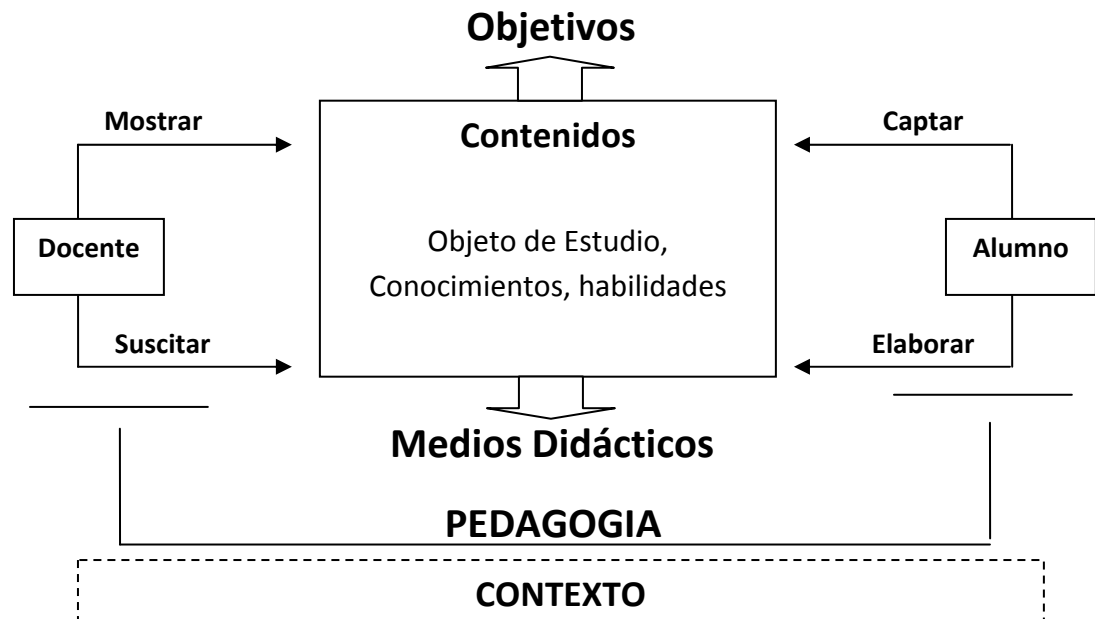 Objetivos
Mostrar
Contenidos
Captar
Docente
Objeto de Estudio,
Conocimientos, habilidades
Alumno
Suscitar
Elaborar
Medios Didácticos
PEDAGOGIA
CONTEXTO